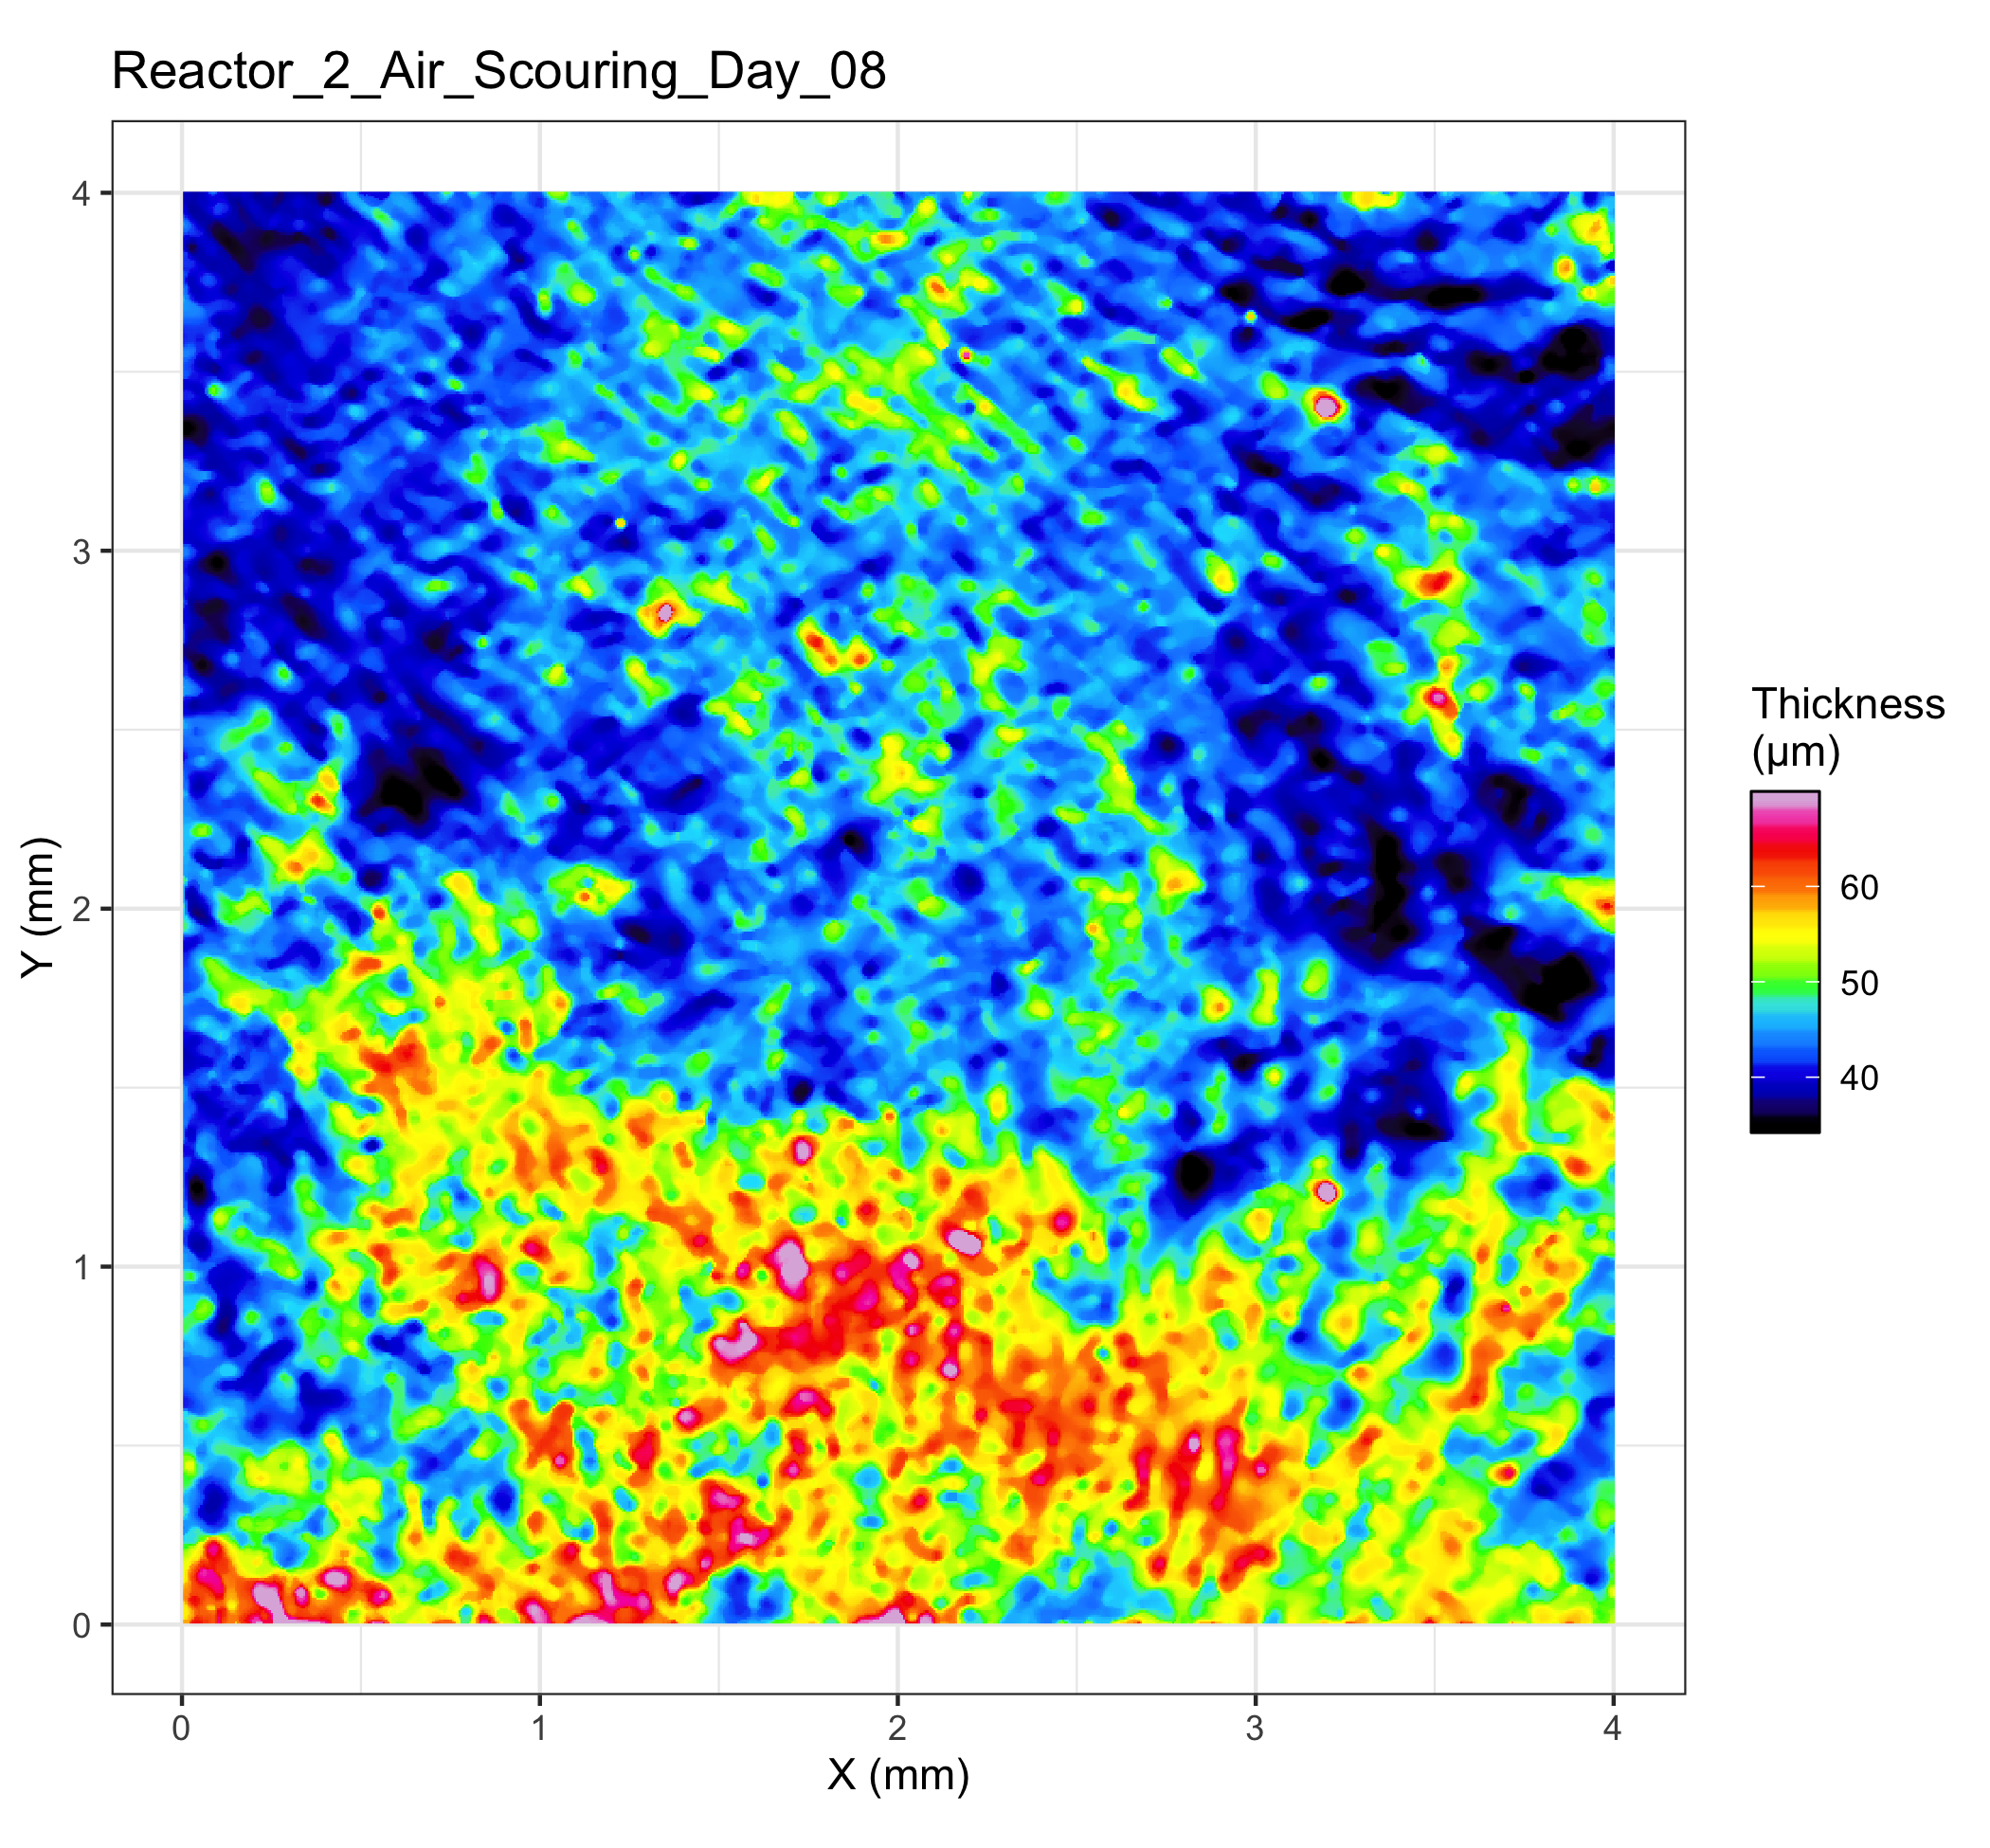 Reactor_2_Air_Scouring_Day_08
4
3
2
1
0
Y (mm)
0 1 2 3 4
X (mm)
Thickness
(μm)
60
50
40